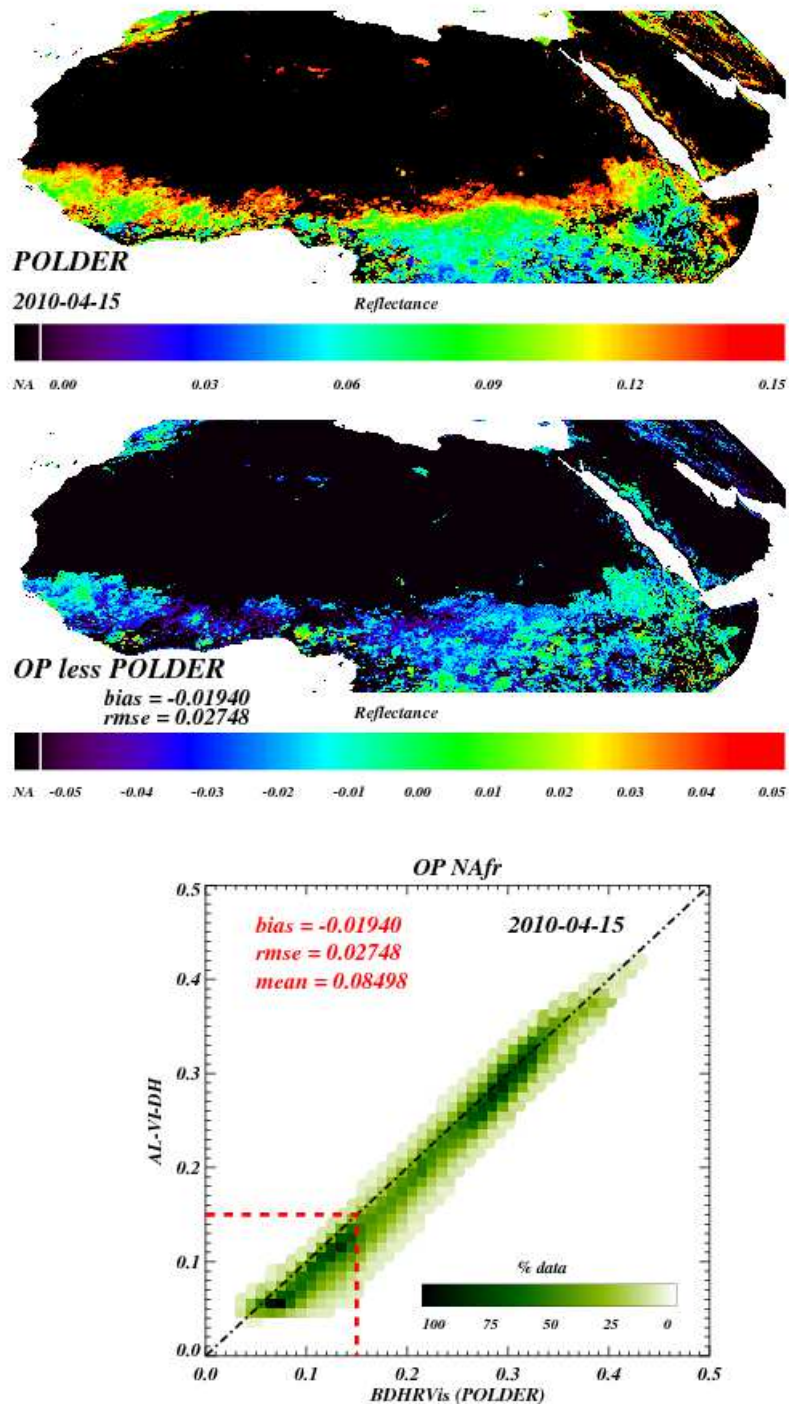 POLDER
2010-04-15
Reflectance
NA 0.00 0.03 0.06 0.09 0.12 0.15
OP less POLDER
bias = -0.01940
rmse = 0.02748
Reflectance
NA -0.05 -0.04 -0.03 -0.02 -0.01 0.00 0.01 0.02 0.03 0.04 0.05
OP NAfr
0.5
bias = -0.01940
2010-04-15
rmse = 0.02748
mean = 0.08498
0.4
0.3
AL-VI-DH
0.2
0.1
% data
100 75 50 25 0
0.0
0.0 0.1 0.2 0.3 0.4 0.5
BDHRVis (POLDER)